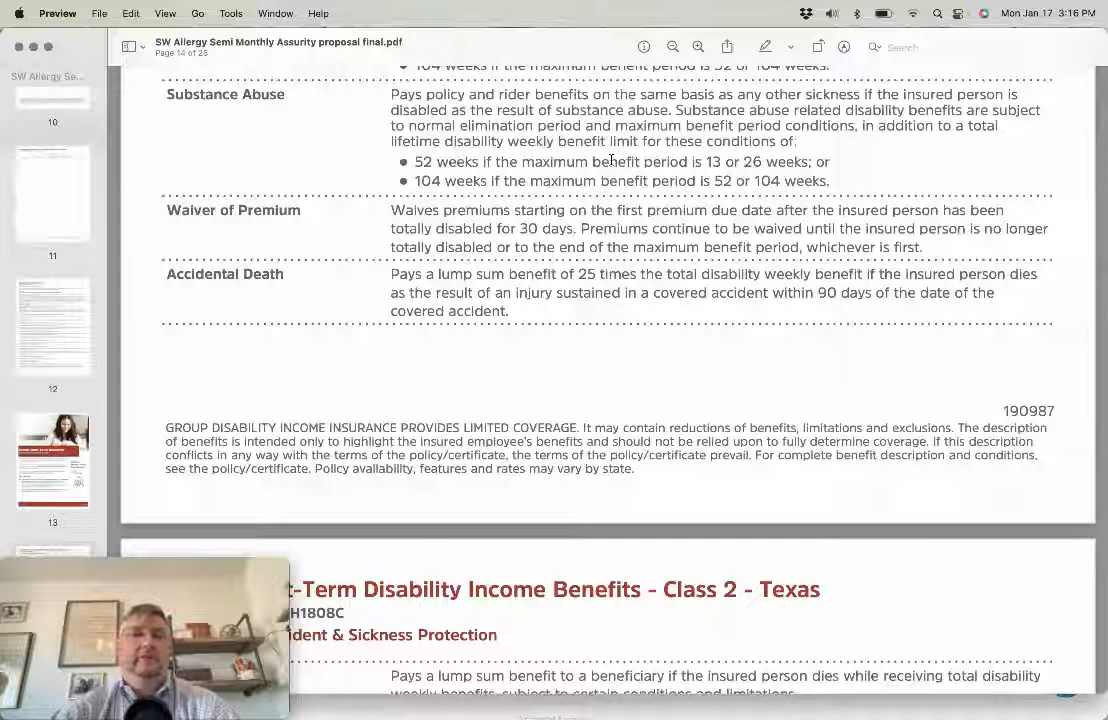 Preview File Edit View Go Tools Window Help Mon Jan 17 3:16 PM
SW Allergy Semi Monthly Assurity proposal final.pdf
Page 14 of 25
Search
SW Allergy Se...
10
11
12
13
104 weeks if the maximum benefit period is 52 or 104 weeks.
Substance Abuse Pays policy and rider benefits on the same basis as any other sickness if the insured person is
disabled as the result of substance abuse. Substance abuse related disability benefits are subject
to normal elimination period and maximum benefit period conditions, in addition to a total
lifetime disability weekly benefit limit for these conditions of:
● 52 weeks if the maximum benefit period is 13 or 26 weeks; or
● 104 weeks if the maximum benefit period is 52 or 104 weeks.
Waiver of Premium Waives premiums starting on the first premium due date after the insured person has been
totally disabled for 30 days. Premiums continue to be waived until the insured person is no longer
totally disabled or to the end of the maximum benefit period, whichever is first.
Accidental Death Pays a lump sum benefit of 25 times the total disability weekly benefit if the insured person dies
as the result of an injury sustained in a covered accident within 90 days of the date of the
covered accident.
190987
GROUP DISABILITY INCOME INSURANCE PROVIDES LIMITED COVERAGE. It may contain reductions of benefits, limitations and exclusions. The description
of benefits is intended only to highlight the insured employee's benefits and should not be relied upon to fully determine coverage. If this description
conflicts in any way with the terms of the policy/certificate, the terms of the policy/certificate prevail. For complete benefit description and conditions,
see the policy/certificate. Policy availability, features and rates may vary by state.
t-Term Disability Income Benefits - Class 2 - Texas
H1808C
ident & Sickness Protection
Pays a lump sum benefit to a beneficiary if the insured person dies while receiving total disability
weekly benefits, subject to certain conditions and limitations.